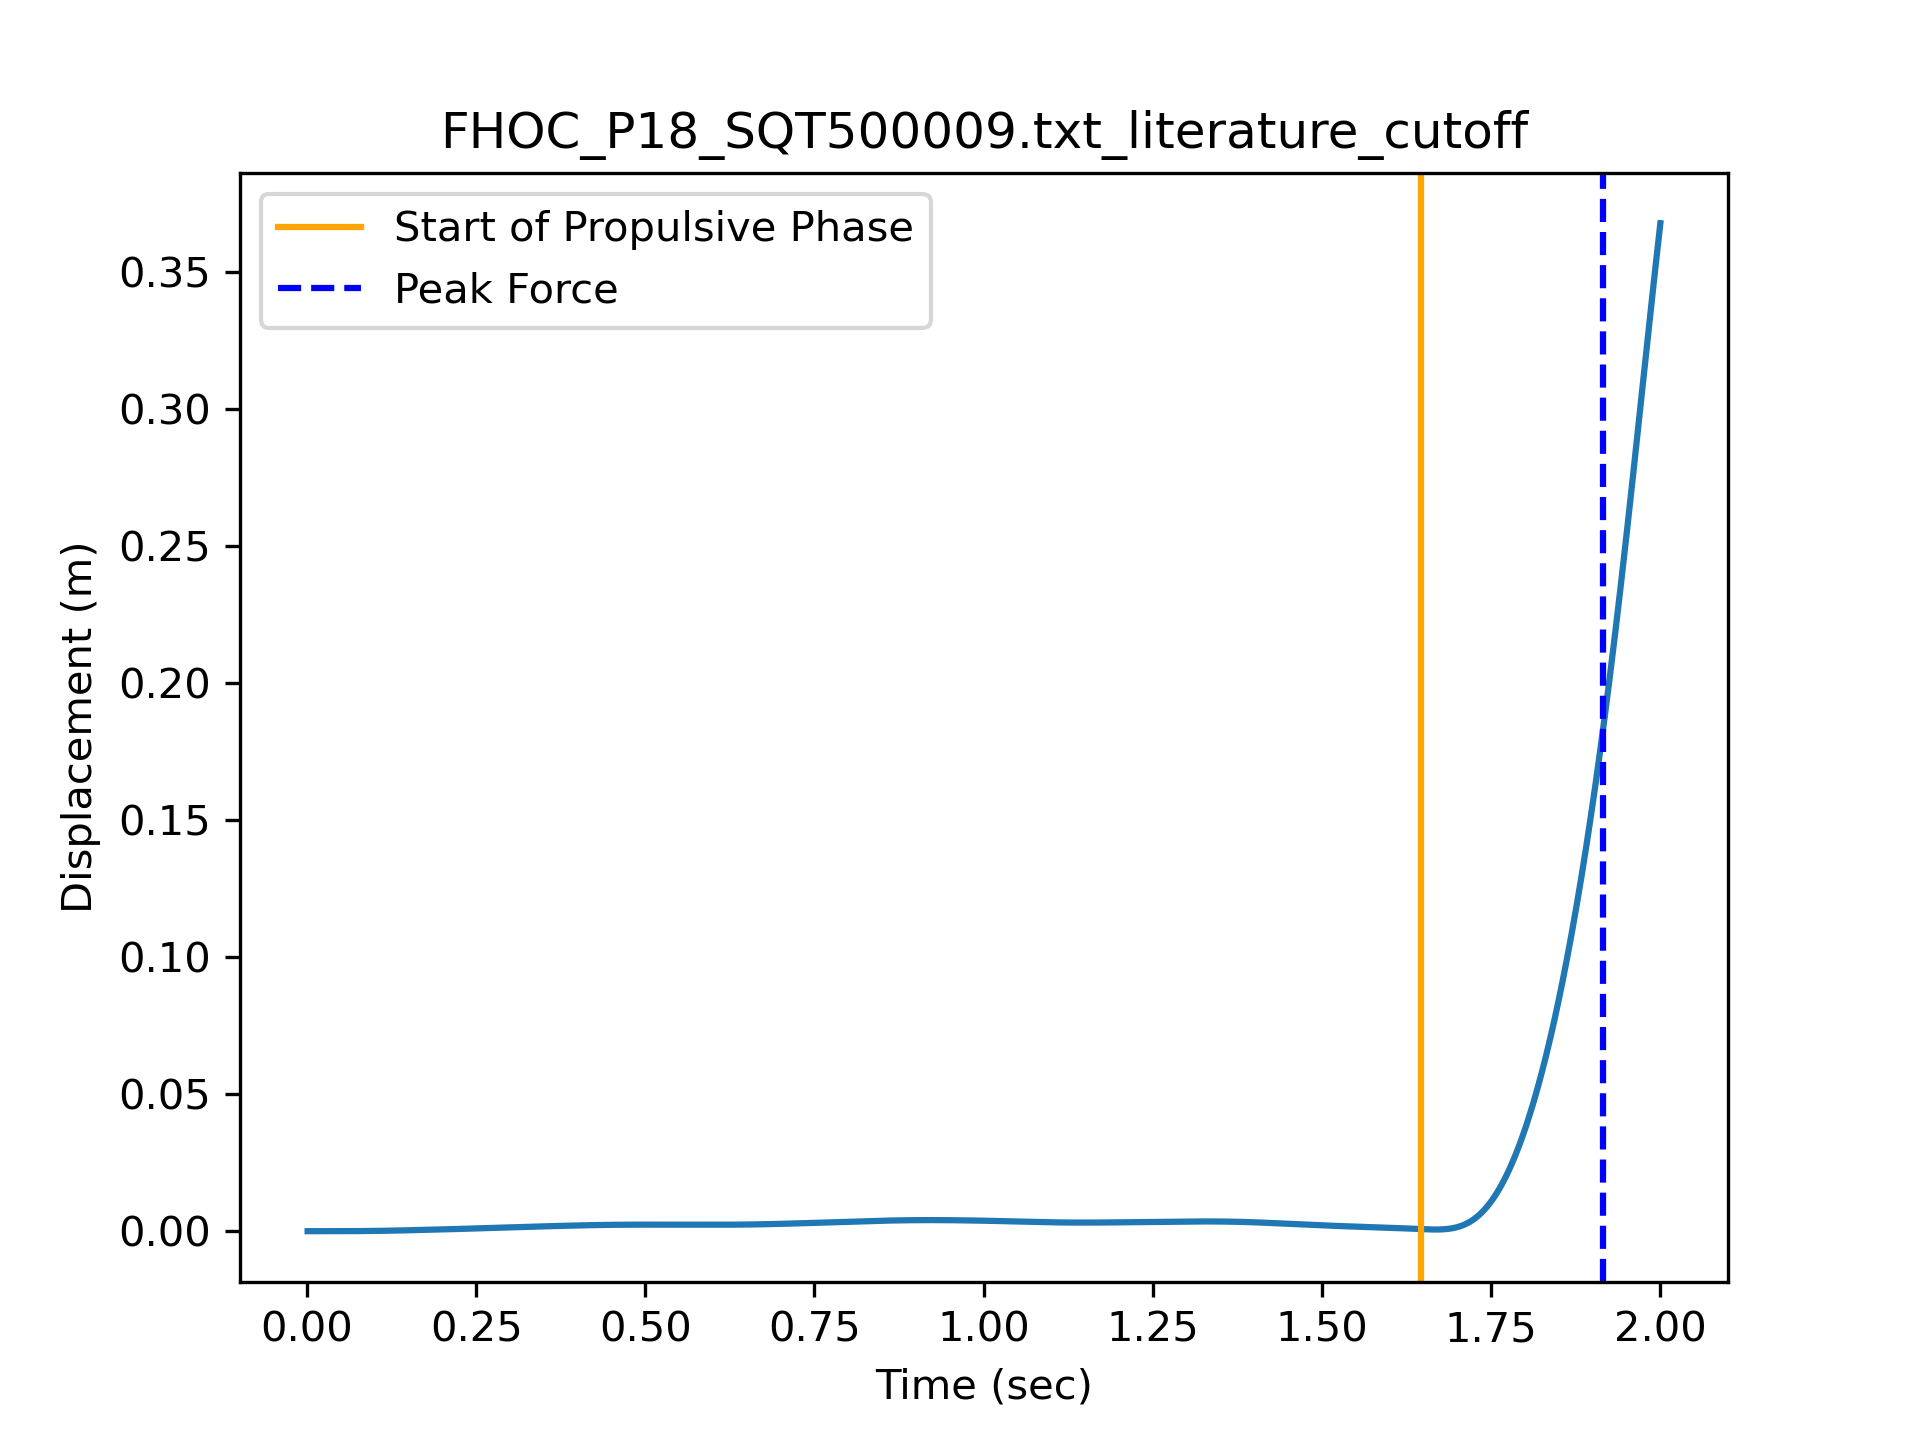 FHOC_P18_SQT500009.txt_literature_cutoff
Start of Propulsive Phase
Peak Force
Displacement (m)
0.35
0.30
0.25
0.20
0.15
0.10
0.05
0.00
0.00 0.25 0.50 0.75 1.00 1.25 1.50 1.75 2.00
Time (sec)